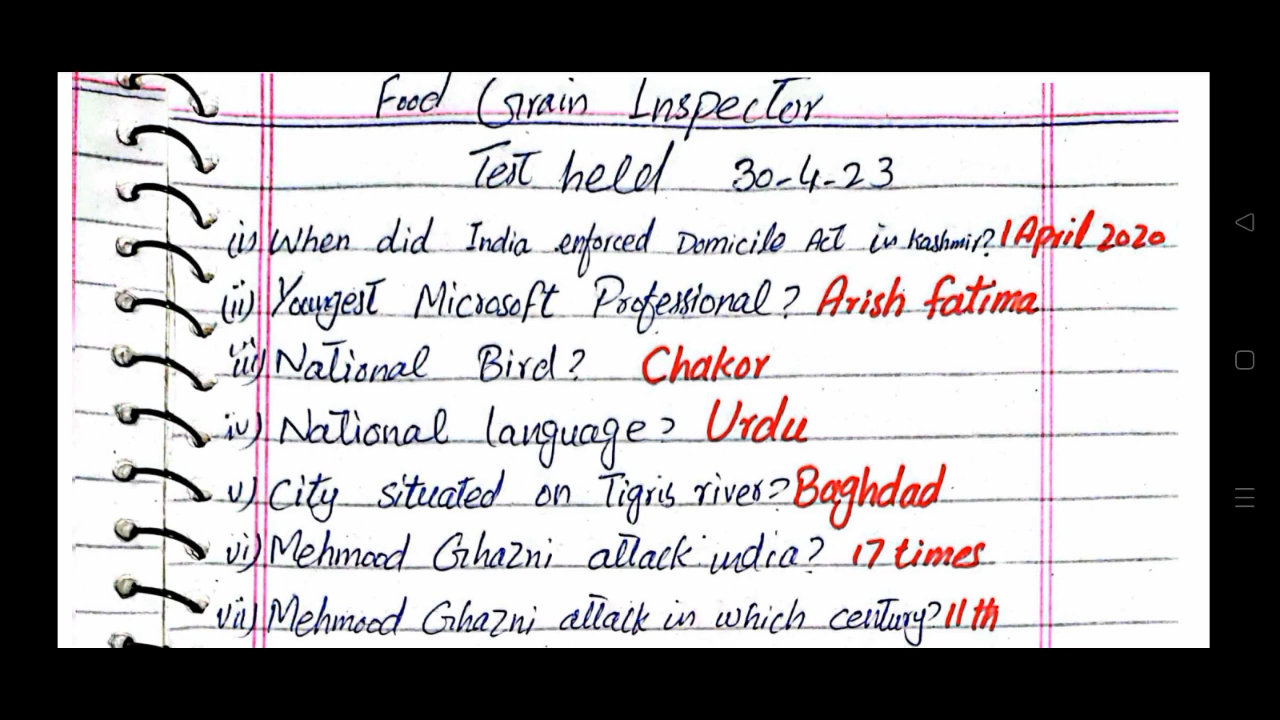 Food Grain Inspector
Test held 30-4-23
(i) When did India enforced Domicile Act in Kashmir? 1 April 2020
(ii) Youngest Microsoft Professional? Arish fatima
iii) National Bird? Chakor
iv) National language? Urdu
v) City situated on Tigris river? Baghdad
vi) Mehmood Ghazni attack india? 17 times
vii) Mehmood Ghazni attack in which century? 11th